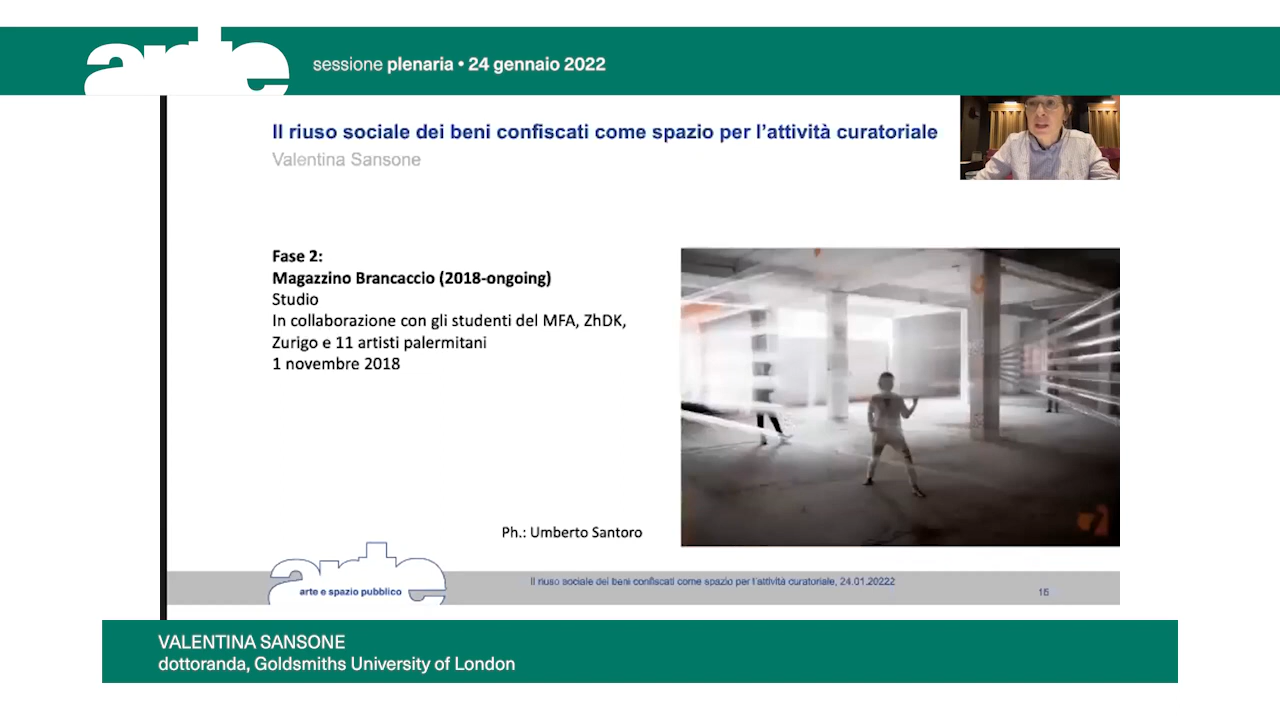 arte
sessione plenaria • 24 gennaio 2022
Il riuso sociale dei beni confiscati come spazio per l'attività curatoriale
Valentina Sansone
Fase 2:
Magazzino Brancaccio (2018-ongoing)
Studio
In collaborazione con gli studenti del MFA, ZhDK,
Zurigo e 11 artisti palermitani
1 novembre 2018
Ph.: Umberto Santoro
arte
arte e spazio pubblico
Il riuso sociale dei beni confiscati come spazio per l'attività curatoriale, 24.01.20222
16
VALENTINA SANSONE
dottoranda, Goldsmiths University of London